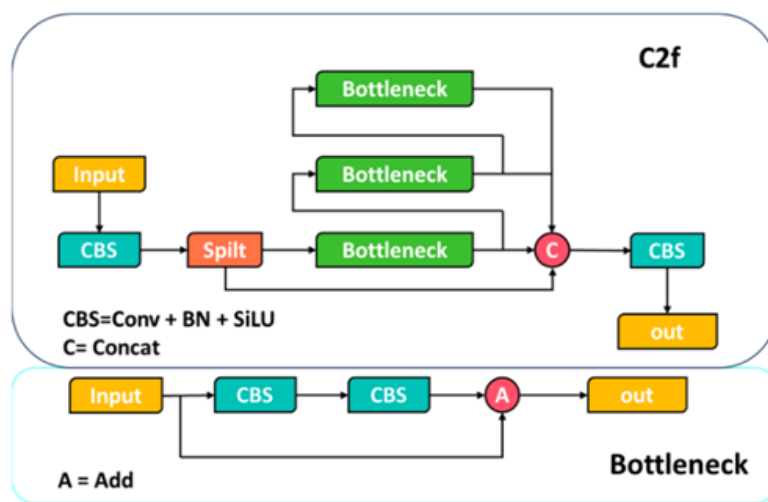 C2f
Bottleneck
Input
Bottleneck
CBS
Spilt
Bottleneck
C
CBS
CBS=Conv + BN + SiLU
C= Concat
out
Input
CBS
CBS
A
out
A = Add
Bottleneck